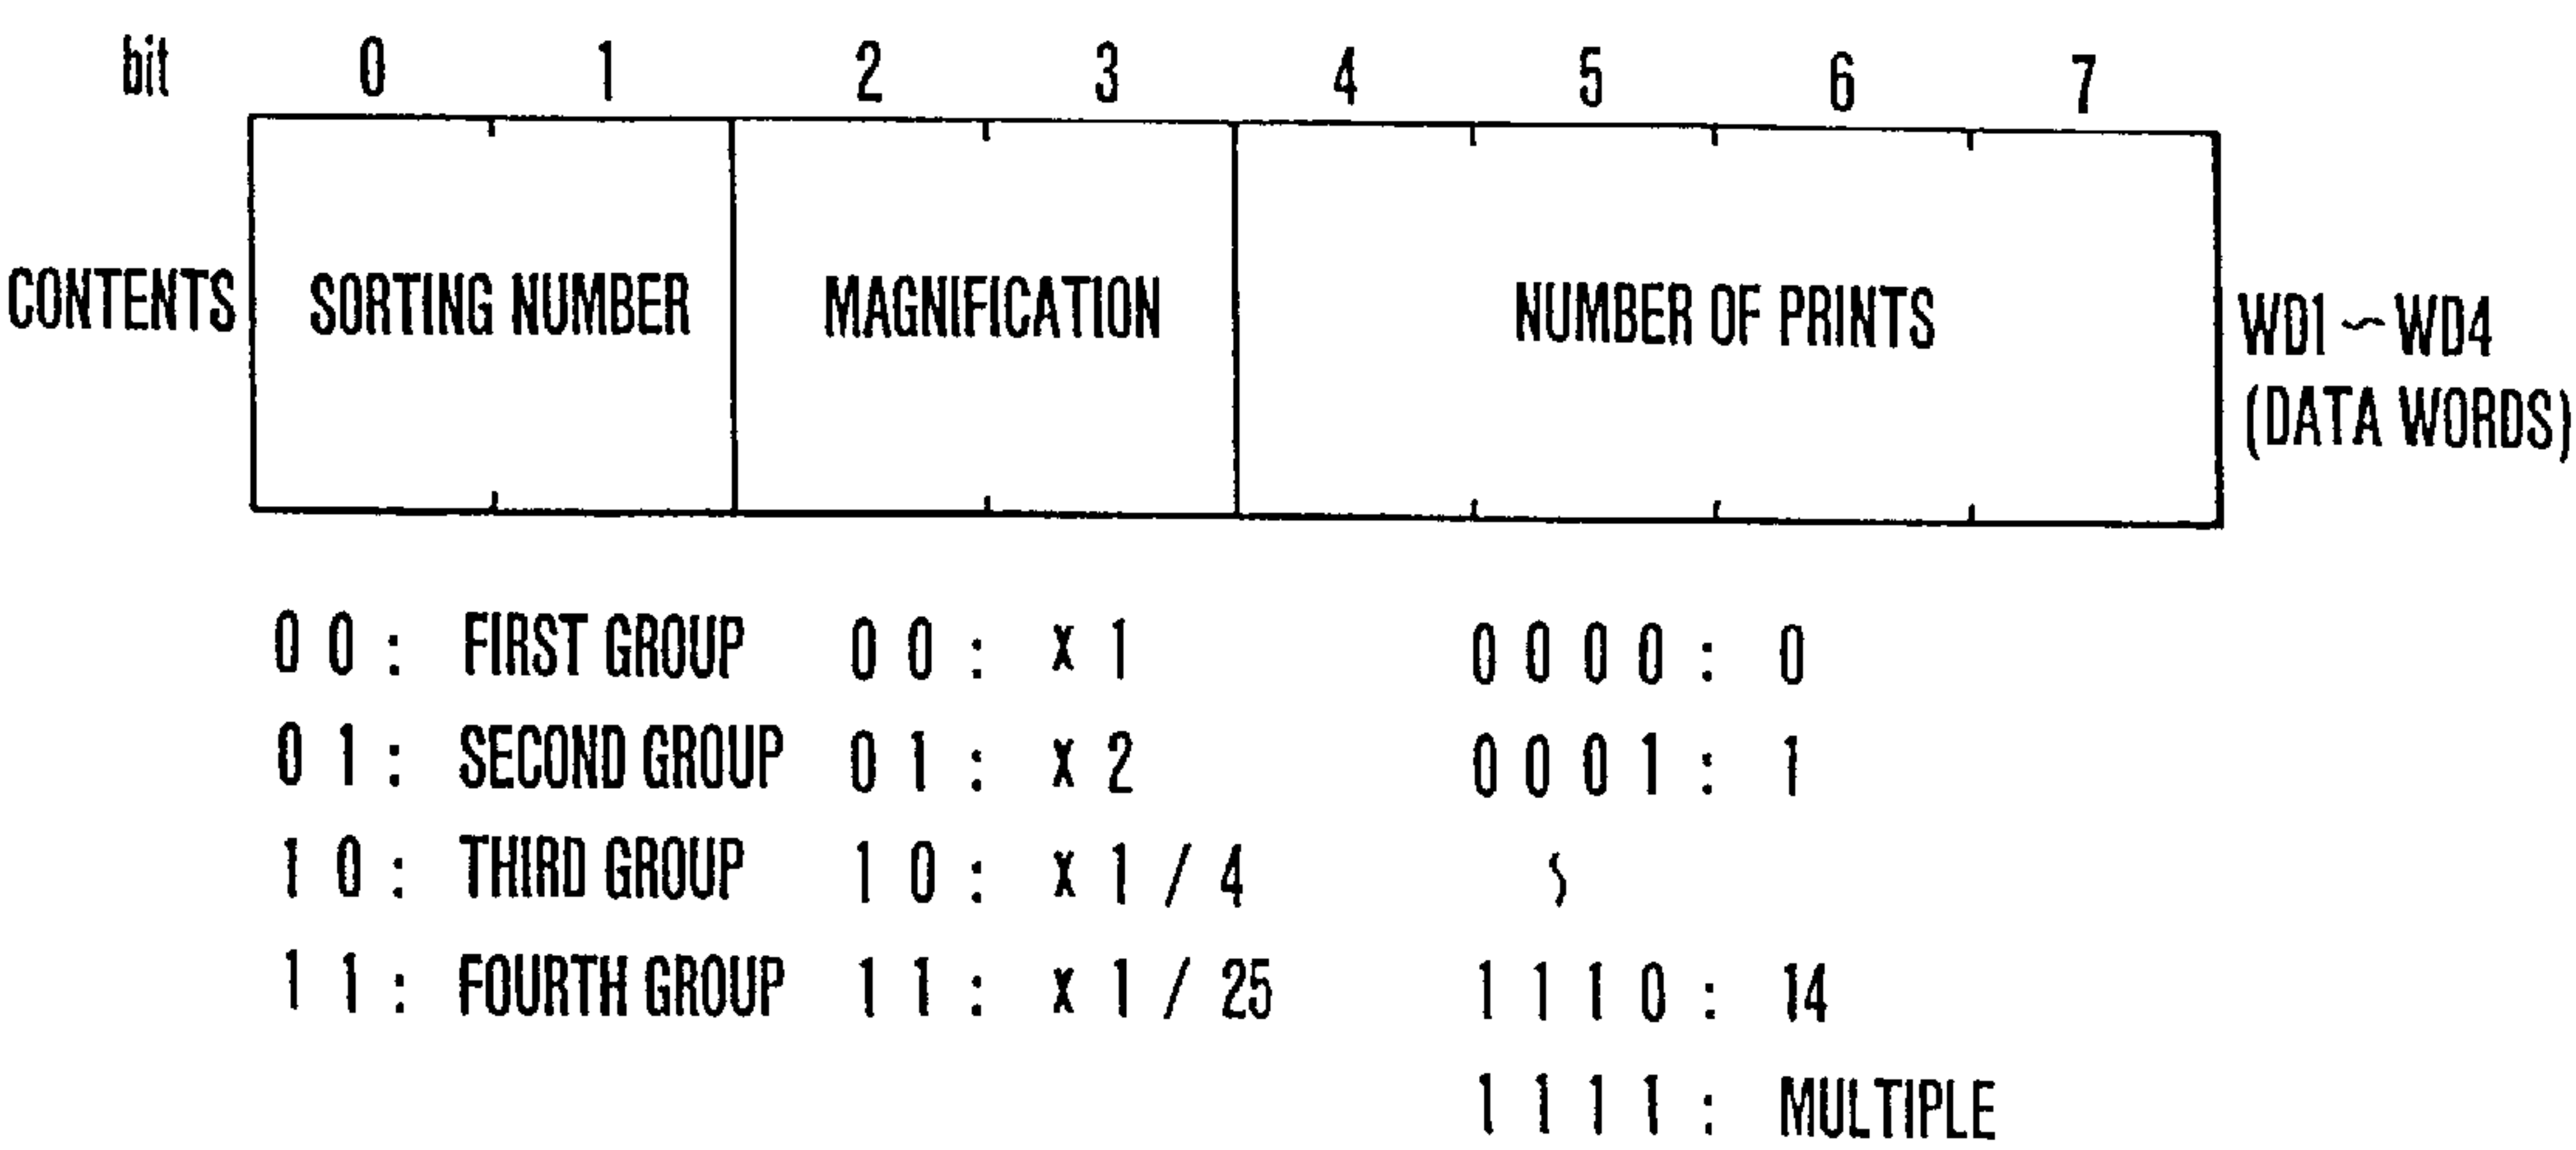 bit 0 1 2 3 4 5 6 7
CONTENTS SORTING NUMBER MAGNIFICATION NUMBER OF PRINTS WD1~WD4
(DATA WORDS)
0 0 : FIRST GROUP 0 0 : x 1 0 0 0 0 : 0
0 1 : SECOND GROUP 0 1 : x 2 0 0 0 1 : 1
1 0 : THIRD GROUP 1 0 : x 1 / 4 ~
1 1 : FOURTH GROUP 1 1 : x 1 / 25 1 1 1 0 : 14
1 1 1 1 : MULTIPLE